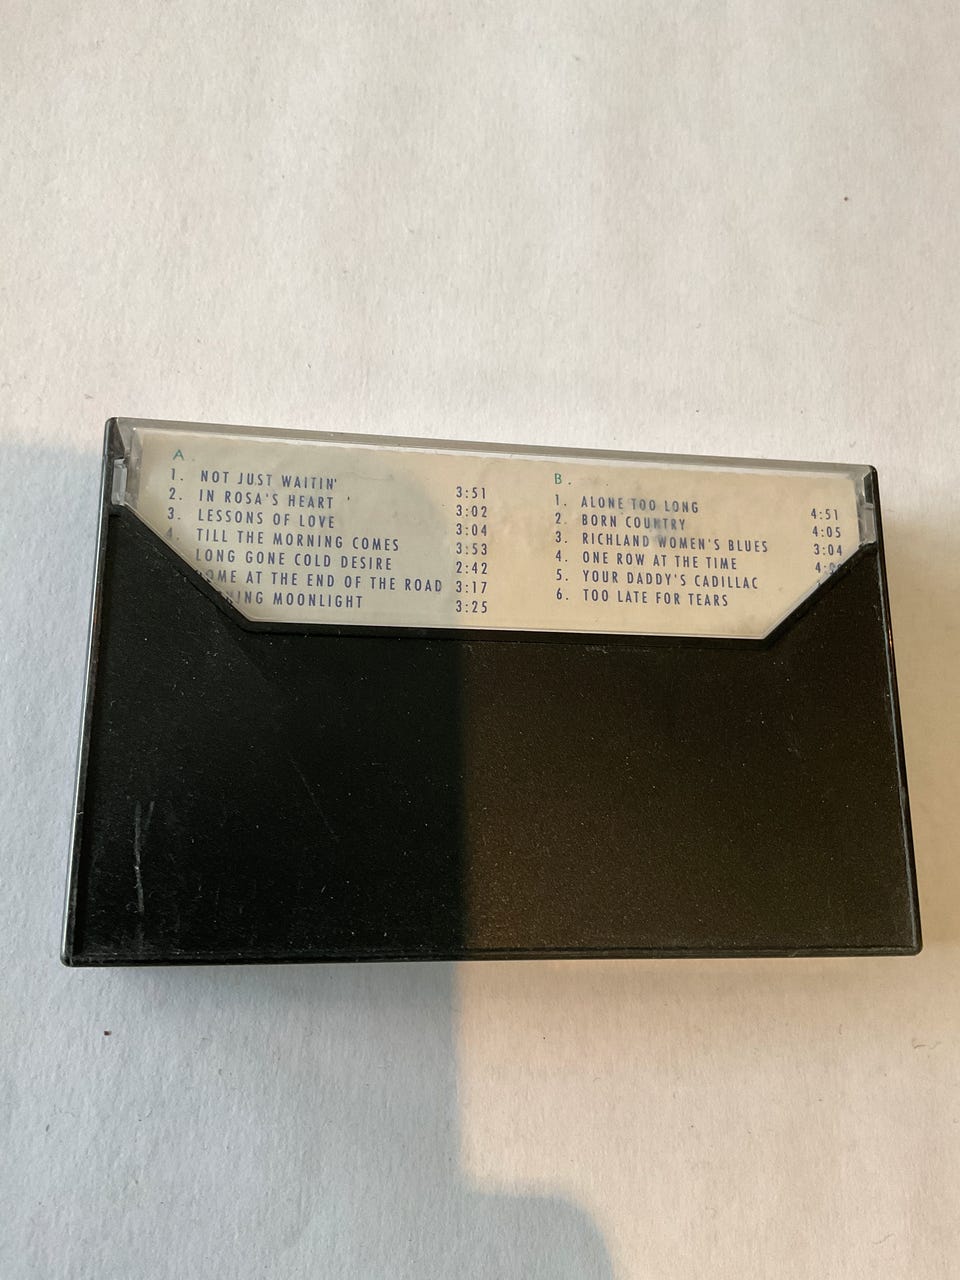 A.
1. NOT JUST WAITIN' 3:51
2. IN ROSA'S HEART 3:02
3. LESSONS OF LOVE 3:04
4. TILL THE MORNING COMES 3:53
LONG GONE COLD DESIRE 2:42
AT THE END OF THE ROAD 3:17
MOONLIGHT 3:25
B.
1. ALONE TOO LONG 4:51
2. BORN COUNTRY 4:05
3. RICHLAND WOMEN'S BLUES 3:04
4. ONE ROW AT THE TIME
5. YOUR DADDY'S CADILLAC
6. TOO LATE FOR TEARS